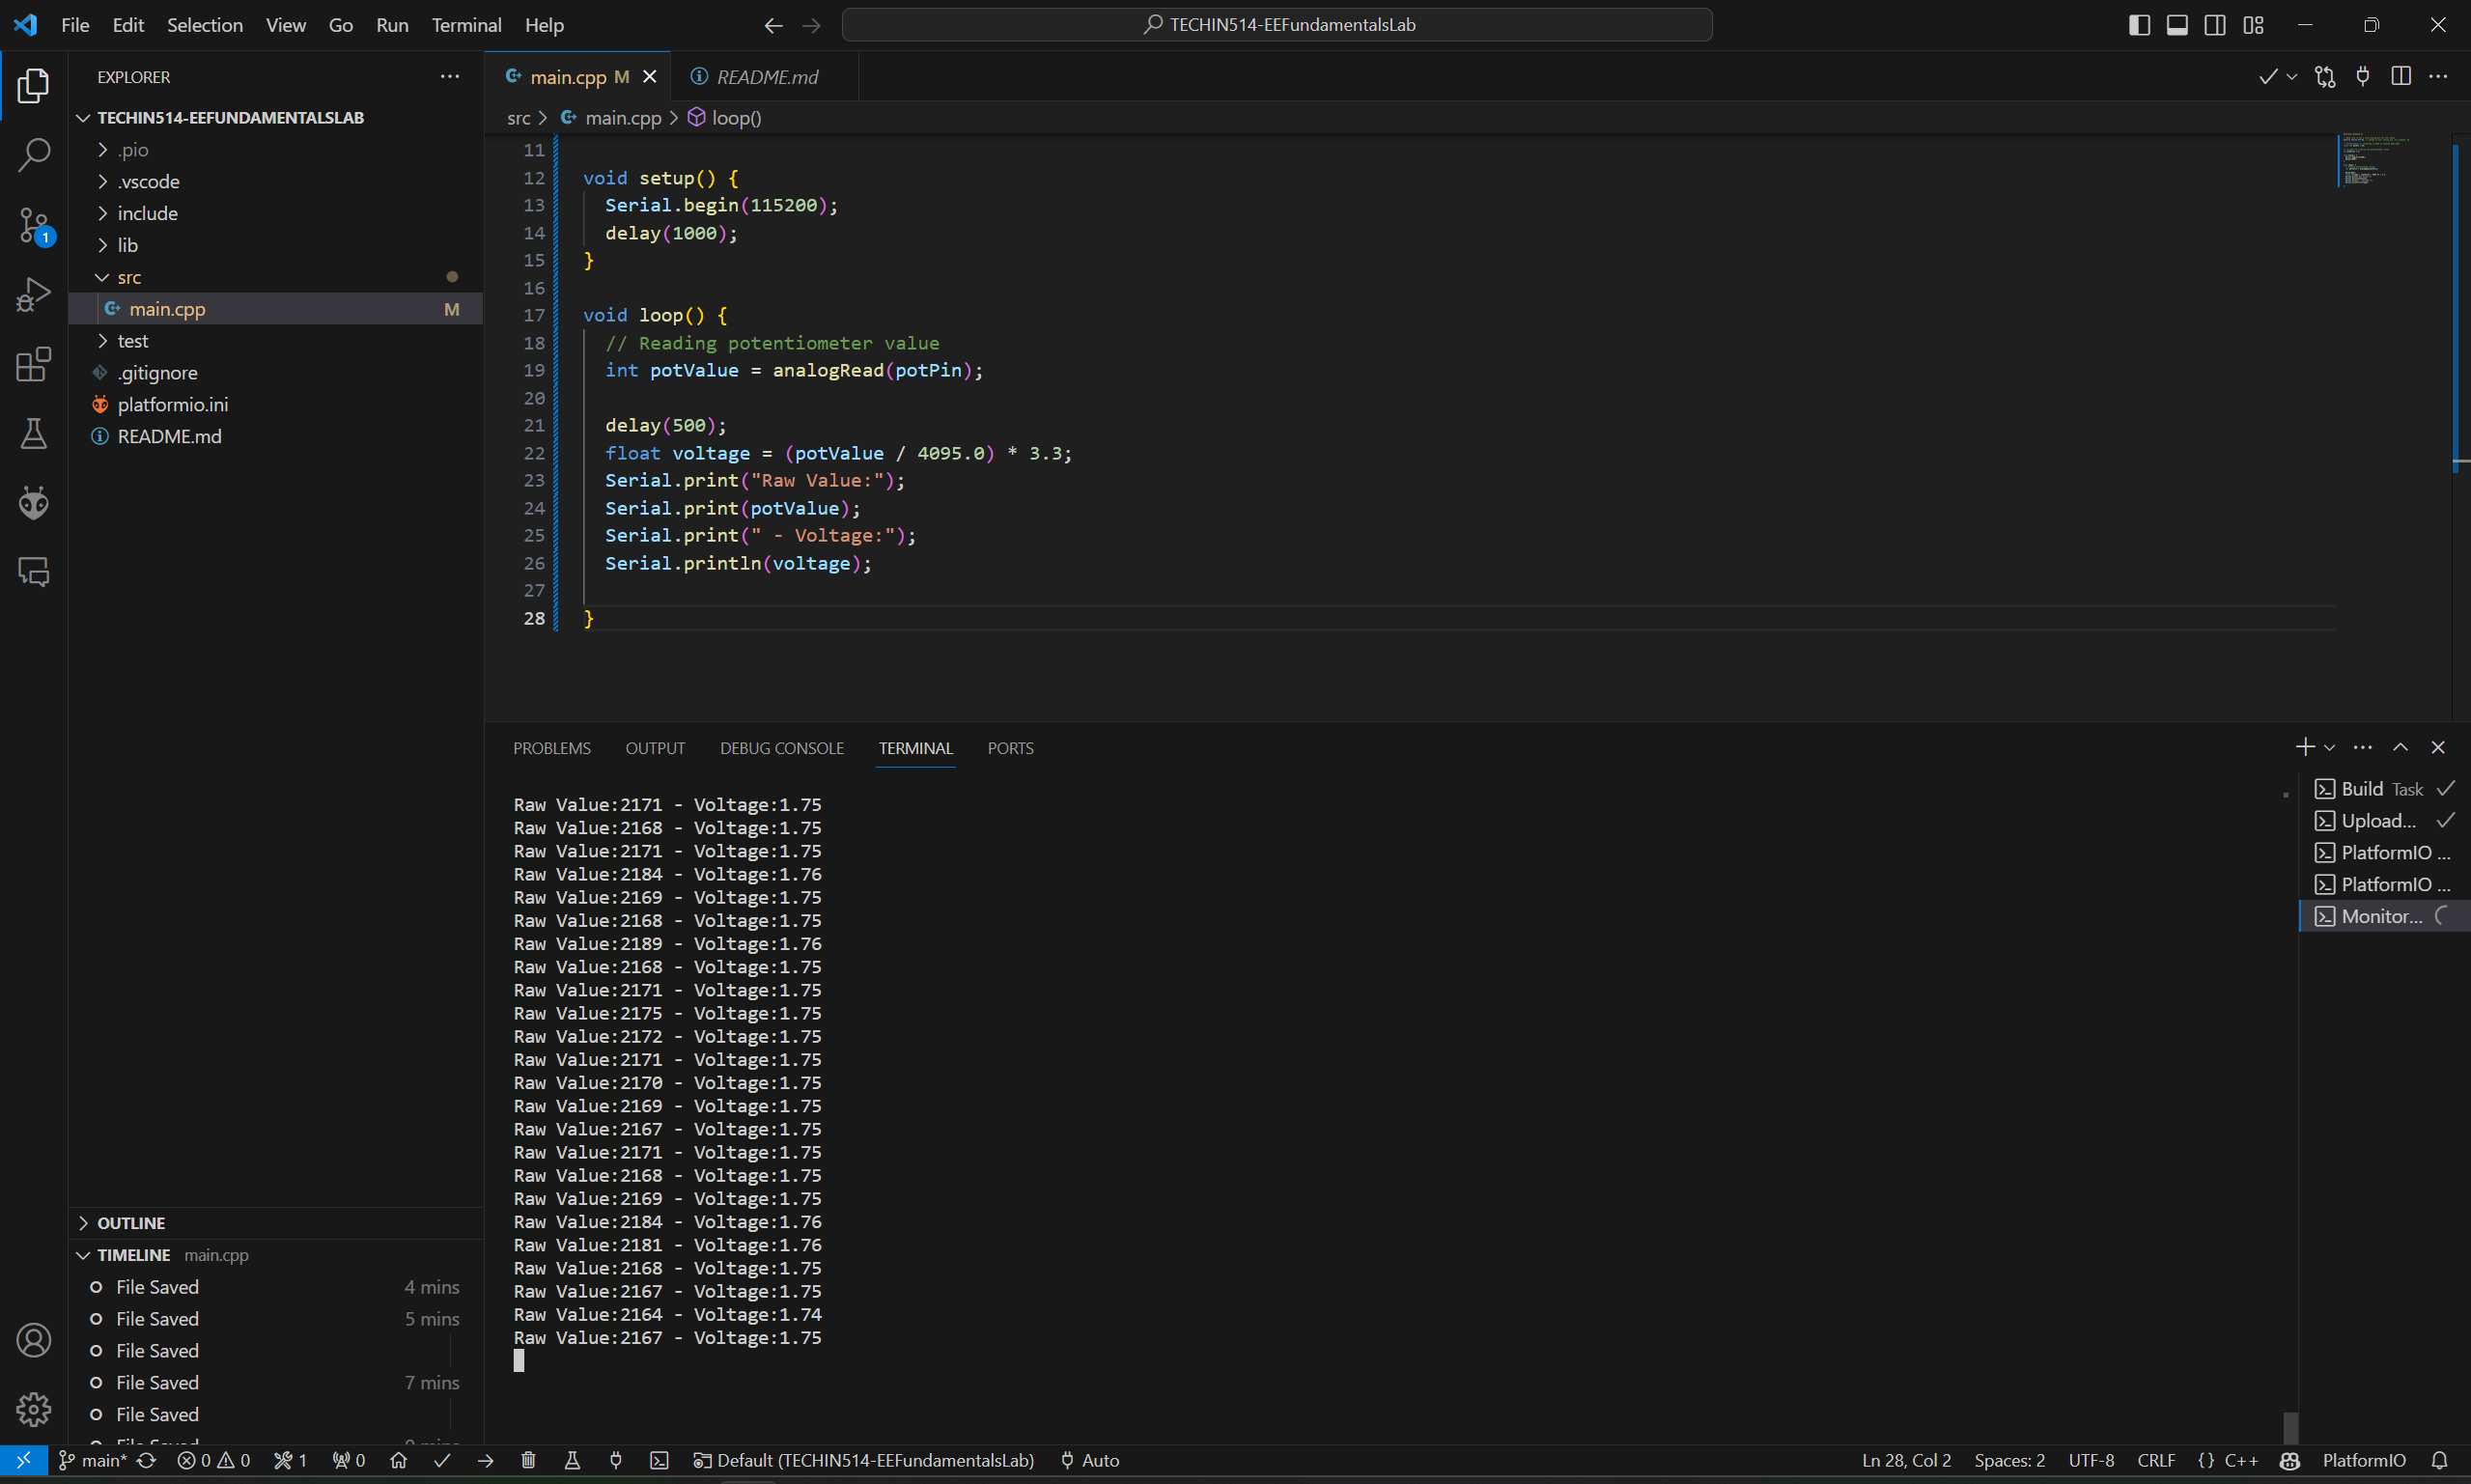 File Edit Selection View Go Run Terminal Help
TECHIN514-EEFundamentalsLab
EXPLORER
TECHIN514-EEFUNDAMENTALSLAB
.pio
.vscode
include
lib
src
main.cpp M
test
.gitignore
platformio.ini
README.md
1
OUTLINE
TIMELINE main.cpp
File Saved 4 mins
File Saved 5 mins
File Saved
File Saved 7 mins
File Saved
main.cpp M
README.md
src > main.cpp > loop()
11
12 void setup() {
13 Serial.begin(115200);
14 delay(1000);
15 }
16
17 void loop() {
18 // Reading potentiometer value
19 int potValue = analogRead(potPin);
20
21 delay(500);
22 float voltage = (potValue / 4095.0) * 3.3;
23 Serial.print("Raw Value:");
24 Serial.print(potValue);
25 Serial.print(" - Voltage:");
26 Serial.println(voltage);
27
28 }
PROBLEMS OUTPUT DEBUG CONSOLE TERMINAL PORTS
Raw Value:2171 - Voltage:1.75
Raw Value:2168 - Voltage:1.75
Raw Value:2171 - Voltage:1.75
Raw Value:2184 - Voltage:1.76
Raw Value:2169 - Voltage:1.75
Raw Value:2168 - Voltage:1.75
Raw Value:2189 - Voltage:1.76
Raw Value:2168 - Voltage:1.75
Raw Value:2171 - Voltage:1.75
Raw Value:2175 - Voltage:1.75
Raw Value:2172 - Voltage:1.75
Raw Value:2171 - Voltage:1.75
Raw Value:2170 - Voltage:1.75
Raw Value:2169 - Voltage:1.75
Raw Value:2167 - Voltage:1.75
Raw Value:2171 - Voltage:1.75
Raw Value:2168 - Voltage:1.75
Raw Value:2169 - Voltage:1.75
Raw Value:2184 - Voltage:1.76
Raw Value:2181 - Voltage:1.76
Raw Value:2168 - Voltage:1.75
Raw Value:2167 - Voltage:1.75
Raw Value:2164 - Voltage:1.74
Raw Value:2167 - Voltage:1.75
Build Task
Upload...
PlatformIO ...
PlatformIO ...
Monitor...
main* 0 0 1 0 Default (TECHIN514-EEFundamentalsLab) Auto Ln 28, Col 2 Spaces: 2 UTF-8 CRLF {} C++ PlatformIO